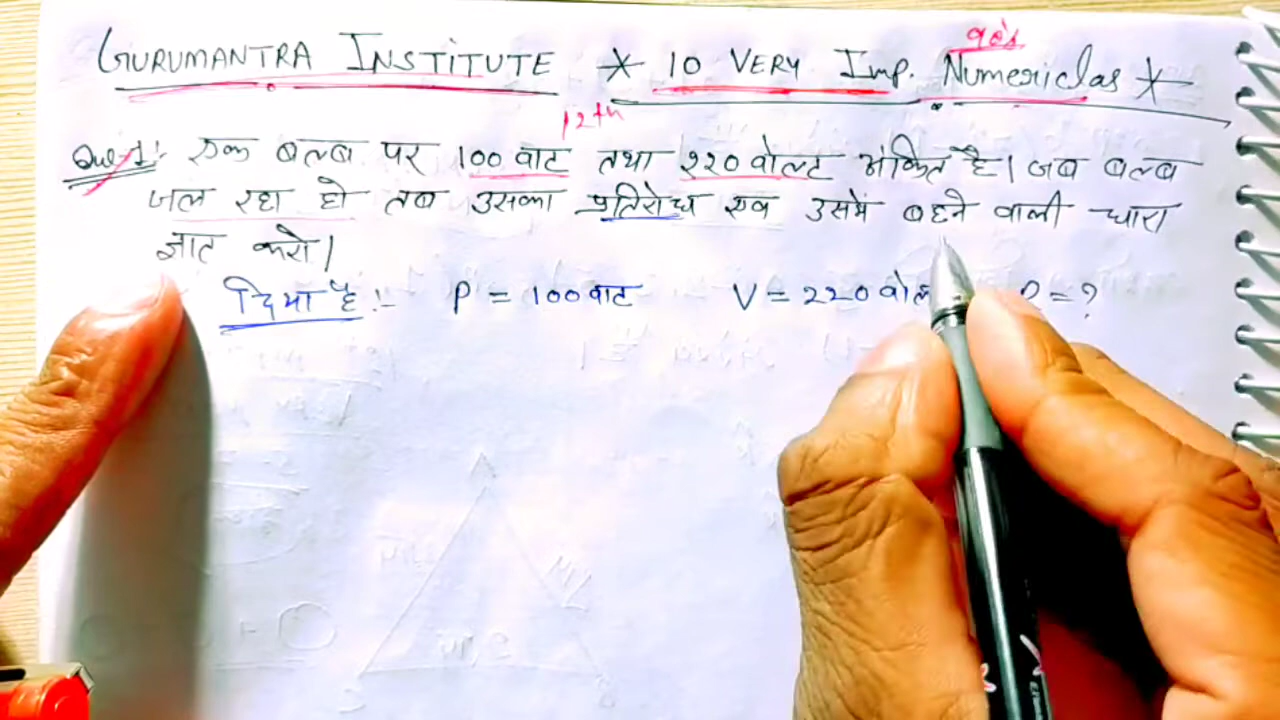 90's
GURUMANTRA INSTITUTE * 10 VERY Imp. Numericlas *
12th
Que-1:- एक बल्ब पर 100 वाट तथा 220 वोल्ट अंकित है। जब बल्ब
जल रहा हो तब उसका प्रतिरोध एव उसमें बहने वाली धारा
ज्ञात करो।
दिया है :- P = 100 वाट V = 220 वोल = ?